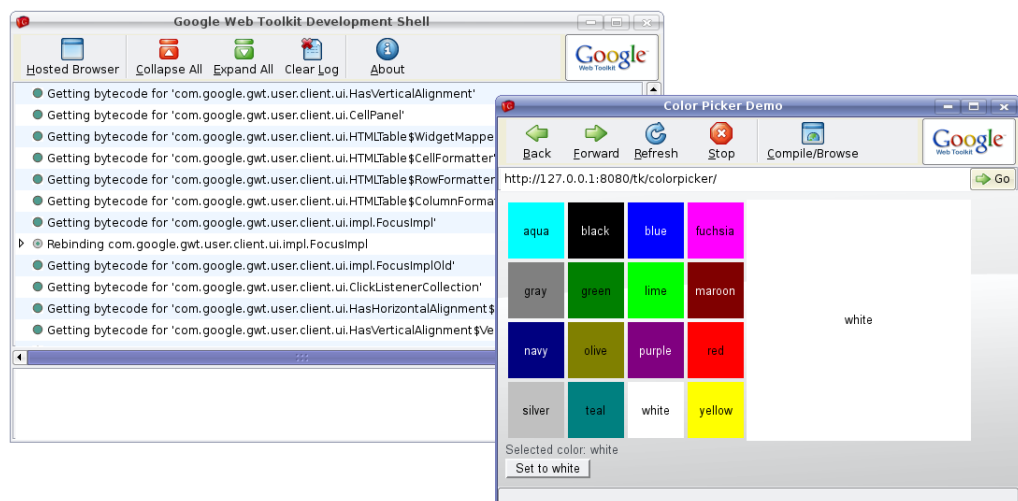 Google Web Toolkit Development Shell
Hosted Browser Collapse All Expand All Clear Log About
Google
Web Toolkit
Getting bytecode for 'com.google.gwt.user.client.ui.HasVerticalAlignment'
Getting bytecode for 'com.google.gwt.user.client.ui.CellPanel'
Getting bytecode for 'com.google.gwt.user.client.ui.HTMLTable$WidgetMappe
Getting bytecode for 'com.google.gwt.user.client.ui.HTMLTable$CellFormatter'
Getting bytecode for 'com.google.gwt.user.client.ui.HTMLTable$RowFormatter
Getting bytecode for 'com.google.gwt.user.client.ui.HTMLTable$ColumnForma
Getting bytecode for 'com.google.gwt.user.client.ui.impl.FocusImpl'
Rebinding com.google.gwt.user.client.ui.impl.FocusImpl
Getting bytecode for 'com.google.gwt.user.client.ui.impl.FocusImplOld'
Getting bytecode for 'com.google.gwt.user.client.ui.ClickListenerCollection'
Getting bytecode for 'com.google.gwt.user.client.ui.HasHorizontalAlignment$
Getting bytecode for 'com.google.gwt.user.client.ui.HasVerticalAlignment$Ve
Color Picker Demo
Back Forward Refresh Stop Compile/Browse
Google
Web Toolkit
http://127.0.0.1:8080/tk/colorpicker/ Go
aqua black blue fuchsia
gray green lime maroon
white
navy olive purple red
silver teal white yellow
Selected color: white
Set to white